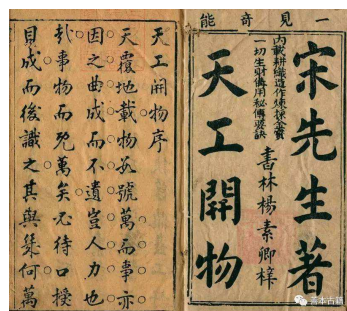 一見奇能
宋先生著
內載耕織造作煉採金寶
一切生財備用秘傳要訣
書林楊素卿梓
天工開物
天工開物序
天覆地載物数號萬而事亦
因之曲成而不遺豈人力也
哉事物而既萬矣必待口授
目成而後識之其與幾何萬
善本古籍